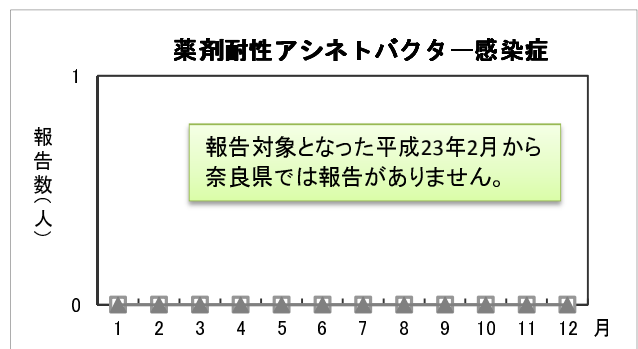 薬剤耐性アシネトバクター感染症
1
報告数(人)
報告対象となった平成23年2月から
奈良県では報告がありません。
0
1 2 3 4 5 6 7 8 9 10 11 12 月